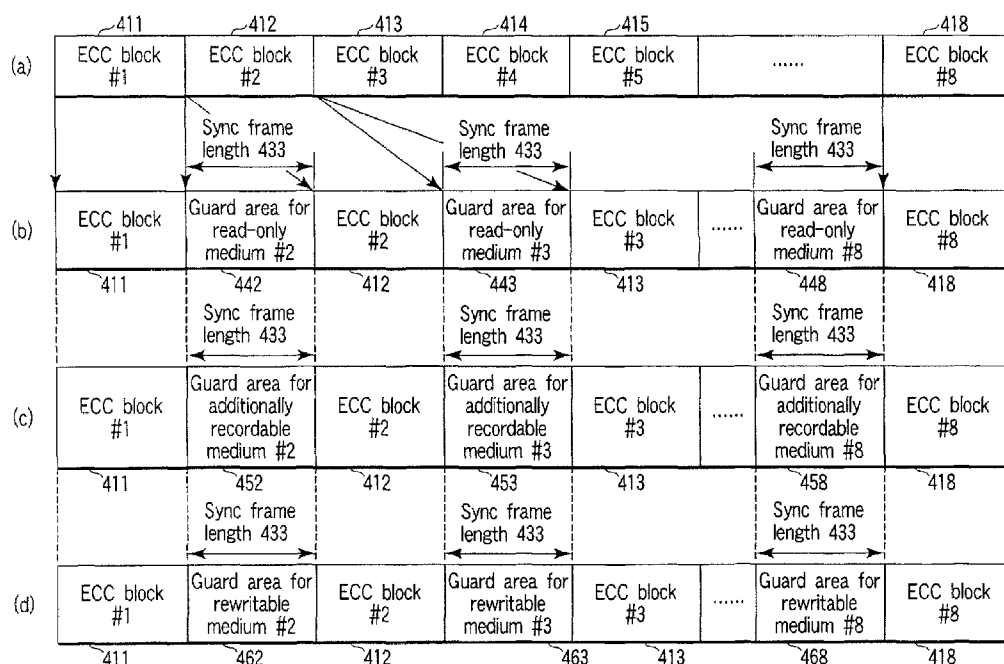 411 412 413 414 415 418
(a) ECC block #1 ECC block #2 ECC block #3 ECC block #4 ECC block #5 ...... ECC block #8
Sync frame length 433 Sync frame length 433 Sync frame length 433
(b) ECC block #1 Guard area for read-only medium #2 ECC block #2 Guard area for read-only medium #3 ECC block #3 ...... Guard area for read-only medium #8 ECC block #8
411 442 412 443 413 448 418
Sync frame length 433 Sync frame length 433 Sync frame length 433
(c) ECC block #1 Guard area for additionally recordable medium #2 ECC block #2 Guard area for additionally recordable medium #3 ECC block #3 ...... Guard area for additionally recordable medium #8 ECC block #8
411 452 412 453 413 458 418
Sync frame length 433 Sync frame length 433 Sync frame length 433
(d) ECC block #1 Guard area for rewritable medium #2 ECC block #2 Guard area for rewritable medium #3 ECC block #3 ...... Guard area for rewritable medium #8 ECC block #8
411 462 412 463 413 468 418